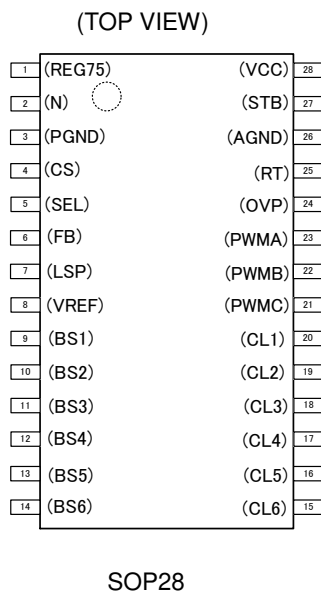 (TOP VIEW)
1 (REG75) (VCC) 28
2 (N) (STB) 27
3 (PGND) (AGND) 26
4 (CS) (RT) 25
5 (SEL) (OVP) 24
6 (FB) (PWMA) 23
7 (LSP) (PWMB) 22
8 (VREF) (PWMC) 21
9 (BS1) (CL1) 20
10 (BS2) (CL2) 19
11 (BS3) (CL3) 18
12 (BS4) (CL4) 17
13 (BS5) (CL5) 16
14 (BS6) (CL6) 15
SOP28